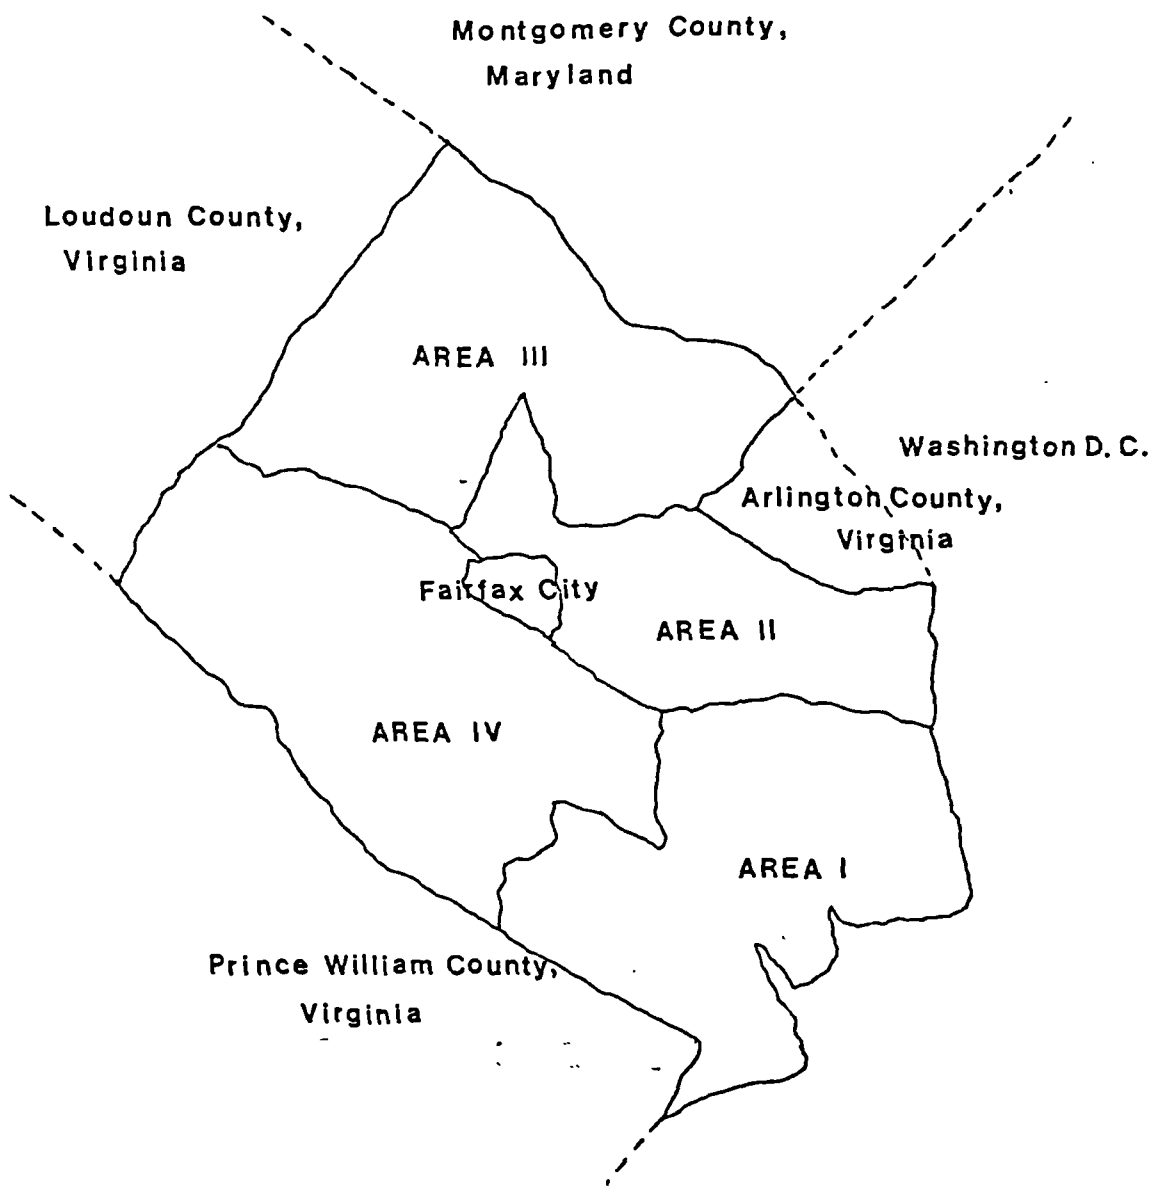 Montgomery County,
Maryland
Loudoun County,
Virginia
AREA III
Washington D. C.
Arlington County,
Virginia
Fairfax City
AREA II
AREA IV
AREA I
Prince William County,
Virginia